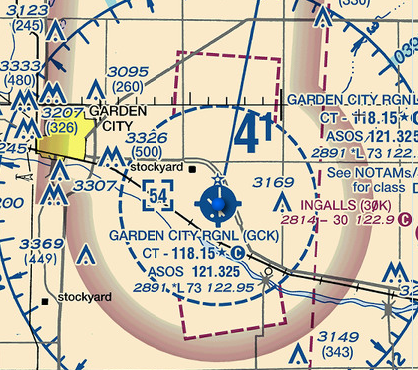 3123
(245)
(330)
3333
(480)
3095
(260)
GARDEN
CITY
3207
(326)
3326
(500)
4¹
GARDEN CITY RGNL
CT - 118.15★C
ASOS 121.325
2891 *L 73 122
See NOTAMs/
for class
245
stockyard
54
3307
3169
INGALLS (30K)
2814 - 30 122.9 C
200
GARDEN CITY RGNL (GCK)
CT - 118.15★C
ASOS 121.325
2891 *L 73 122.95
3369
(449)
stockyard
3149
(343)